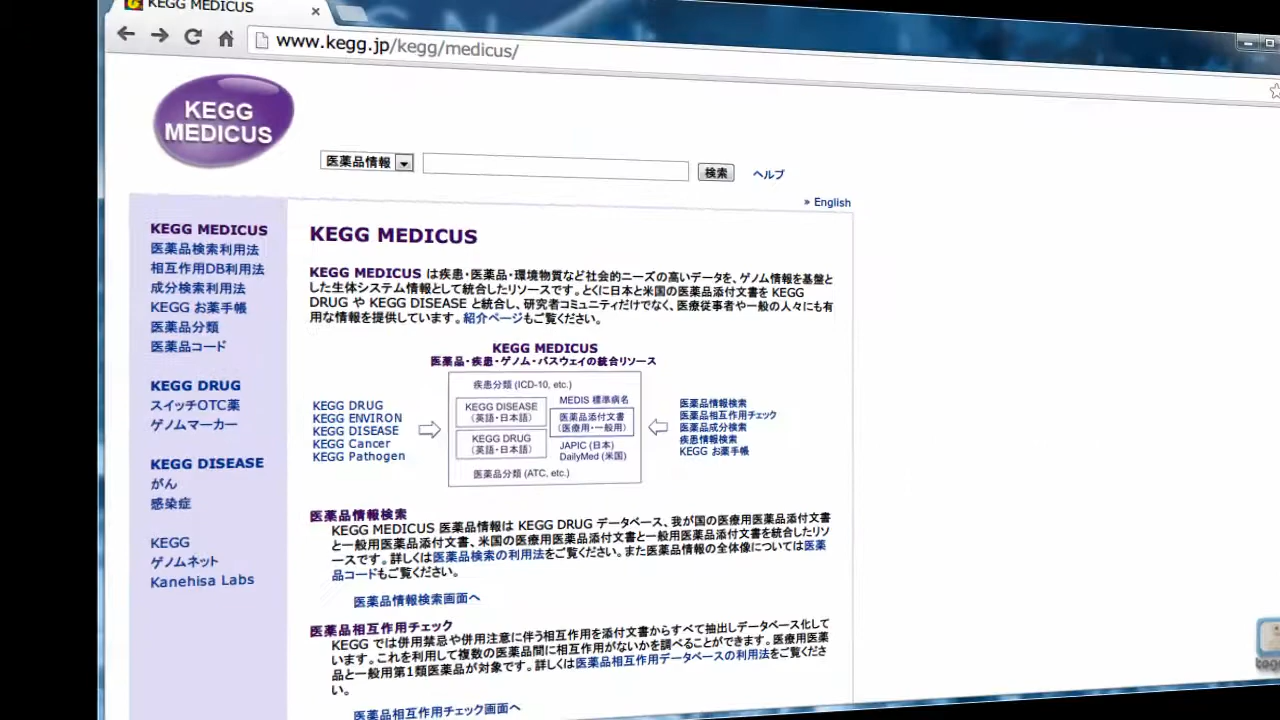 KEGG MEDICUS
www.kegg.jp/kegg/medicus/
KEGG
MEDICUS
医薬品情報
検索
ヘルプ
» English
KEGG MEDICUS
医薬品検索利用法
相互作用DB利用法
成分検索利用法
KEGG お薬手帳
医薬品分類
医薬品コード
KEGG DRUG
スイッチOTC薬
ゲノムマーカー
KEGG DISEASE
がん
感染症
KEGG
ゲノムネット
Kanehisa Labs
KEGG MEDICUS
KEGG MEDICUS は疾患・医薬品・環境物質など社会的ニーズの高いデータを、ゲノム情報を基盤と
した生体システム情報として統合したリソースです。とくに日本と米国の医薬品添付文書を KEGG
DRUG や KEGG DISEASE と統合し、研究者コミュニティだけでなく、医療従事者や一般の人々にも有
用な情報を提供しています。紹介ページもご覧ください。
KEGG MEDICUS
医薬品・疾患・ゲノム・パスウェイの統合リソース
KEGG DRUG
KEGG ENVIRON
KEGG DISEASE
KEGG Cancer
KEGG Pathogen
疾患分類 (ICD-10, etc.)
KEGG DISEASE
(英語・日本語)
KEGG DRUG
(英語・日本語)
MEDIS 標準病名
医薬品添付文書
(医療用・一般用)
JAPIC (日本)
DailyMed (米国)
医薬品分類 (ATC, etc.)
医薬品情報検索
医薬品相互作用チェック
医薬品成分検索
疾患情報検索
KEGG お薬手帳
医薬品情報検索
KEGG MEDICUS 医薬品情報は KEGG DRUG データベース、我が国の医療用医薬品添付文書
と一般用医薬品添付文書、米国の医療用医薬品添付文書と一般用医薬品添付文書を統合したリソ
ースです。詳しくは医薬品検索の利用法をご覧ください。また医薬品情報の全体像については医薬
品コードもご覧ください。
医薬品情報検索画面へ
医薬品相互作用チェック
KEGG では併用禁忌や併用注意に伴う相互作用を添付文書からすべて抽出しデータベース化して
います。これを利用して複数の医薬品間に相互作用がないかを調べることができます。医療用医薬
品と一般用第1類医薬品が対象です。詳しくは医薬品相互作用データベースの利用法をご覧くださ
い。
医薬品相互作用チェック画面へ